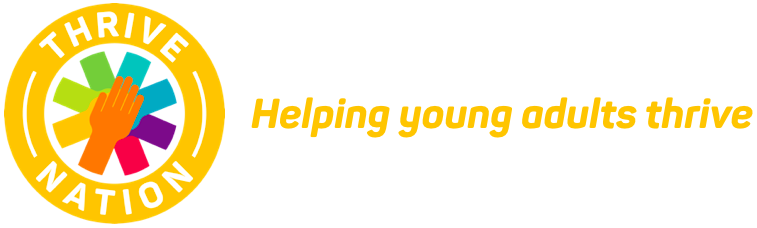 THRIVE
NATION
Helping young adults thrive